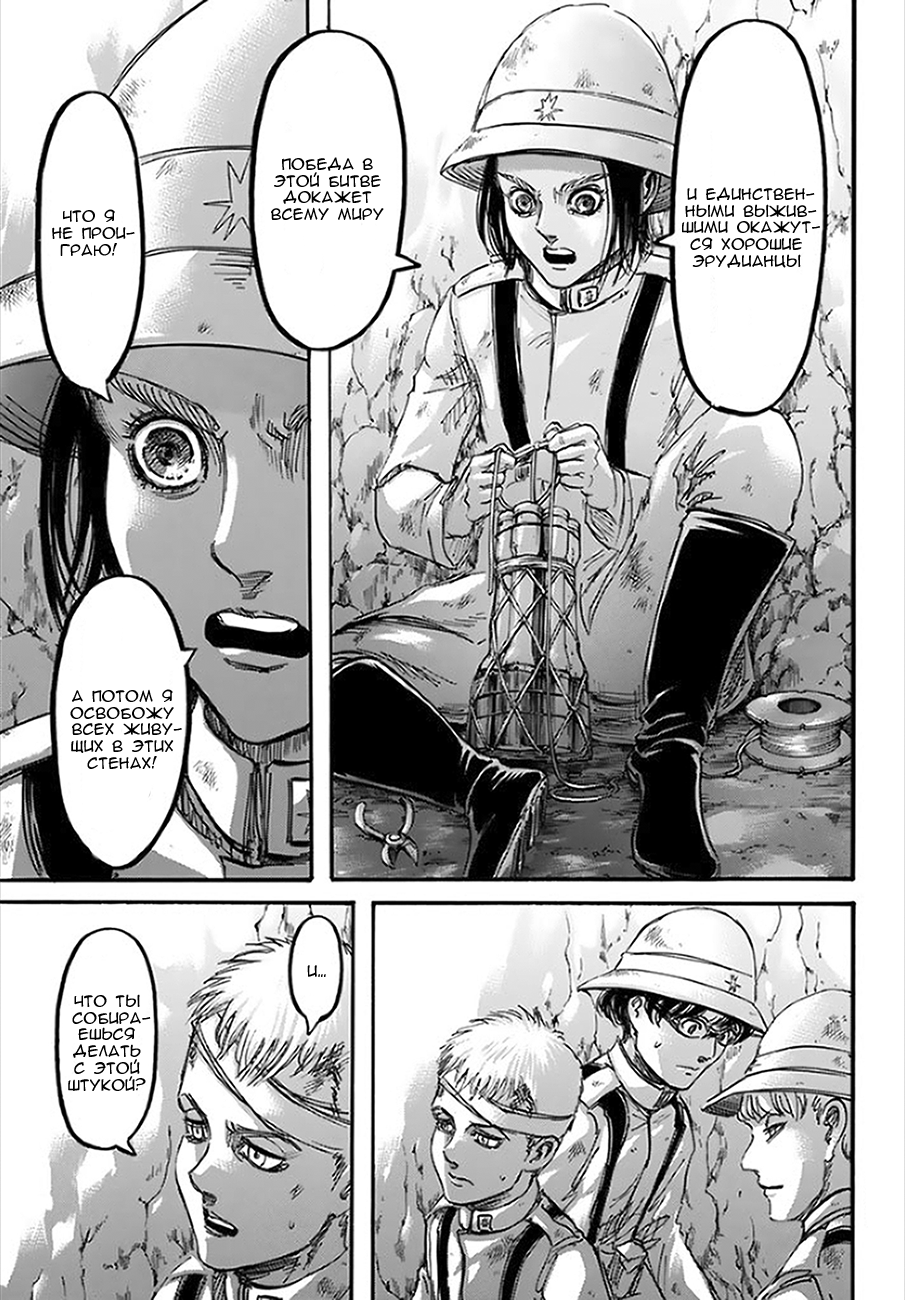 И ЕДИНСТВЕН-
НЫМИ ВЫЖИВ-
ШИМИ ОКАЖУТ-
СЯ ХОРОШИЕ
ЭРУДИАНЦЫ
ПОБЕДА В
ЭТОЙ БИТВЕ
ДОКАЖЕТ
ВСЕМУ МИРУ
ЧТО Я
НЕ ПРОИ-
ГРАЮ!
А ПОТОМ Я
ОСВОБОЖУ
ВСЕХ ЖИВУ-
ЩИХ В ЭТИХ
СТЕНАХ!
И...
ЧТО ТЫ
СОБИРА-
ЕШЬСЯ
ДЕЛАТЬ
С ЭТОЙ
ШТУКОЙ?